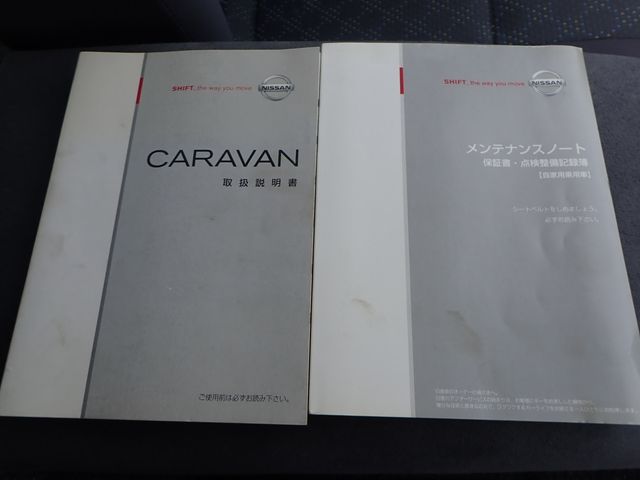 SHIFT_the way you move
NISSAN
CARAVAN
取扱説明書
ご使用前は必ずお読み下さい。
SHIFT_the way you move
NISSAN
メンテナンスノート
保証書・点検整備記録簿
【自家用乗用車】
シートベルトをしめましょう。
必ずお読み下さい。